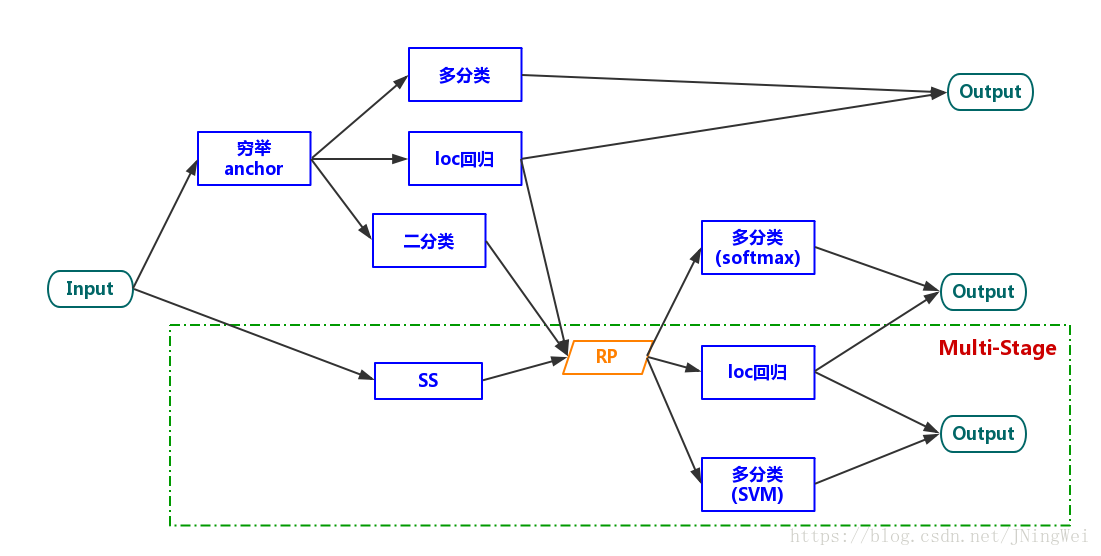 多分类
Output
穷举
anchor
loc回归
二分类
多分类
(softmax)
Input
Output
Multi-Stage
RP
loc回归
SS
Output
多分类
(SVM)
https://blog.csdn.net/JNingWei